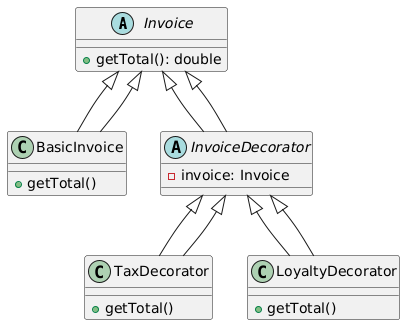 A Invoice
getTotal(): double
C BasicInvoice
getTotal()
A InvoiceDecorator
invoice: Invoice
C TaxDecorator
getTotal()
C LoyaltyDecorator
getTotal()